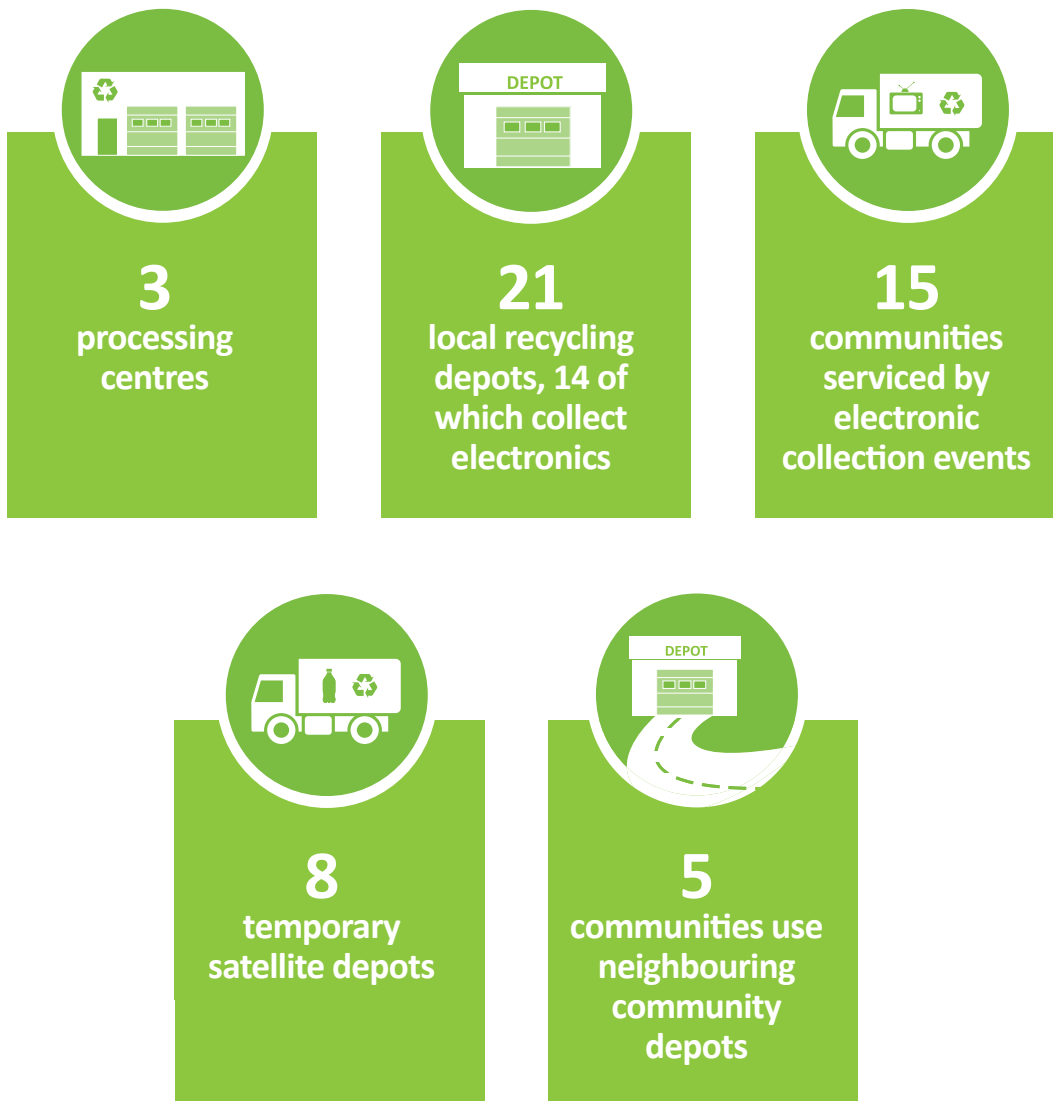 3
processing
centres
DEPOT
21
local recycling
depots, 14 of
which collect
electronics
15
communities
serviced by
electronic
collection events
8
temporary
satellite depots
DEPOT
5
communities use
neighbouring
community
depots